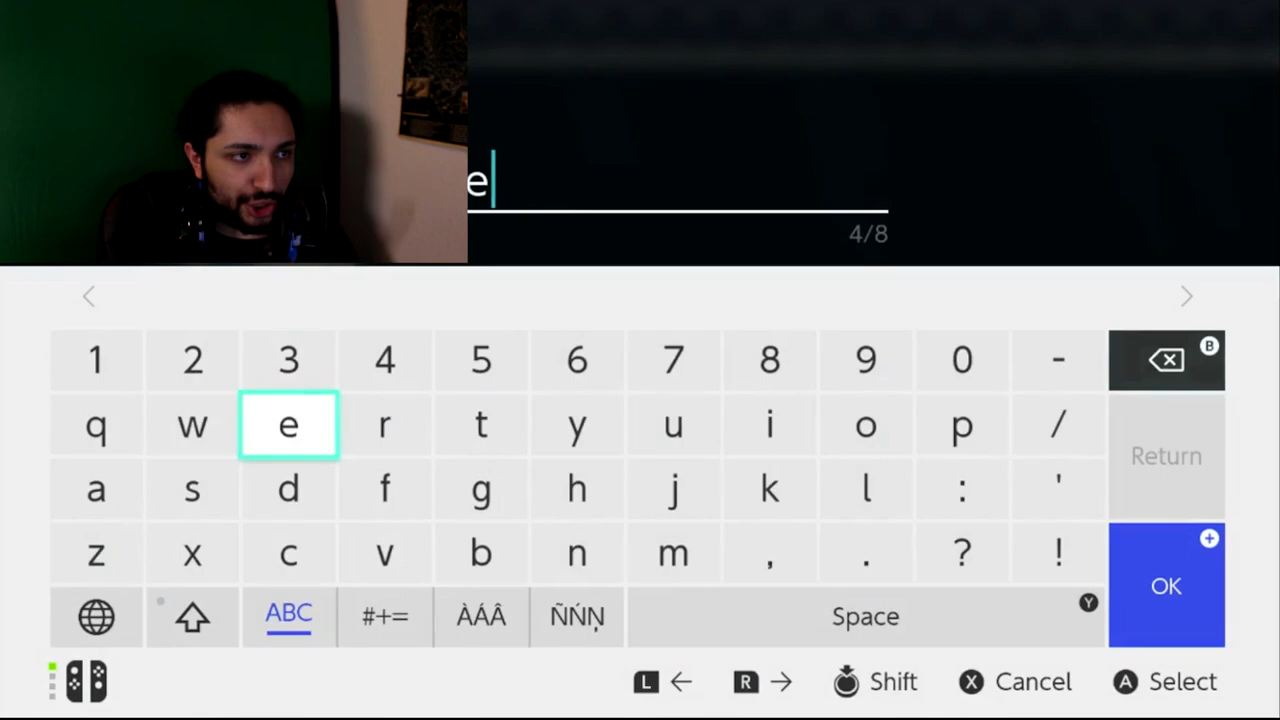 e
4/8
1 2 3 4 5 6 7 8 9 0 - B
q w e r t y u i o p /
Return
a s d f g h j k l : '
z x c v b n m , . ? ! +
OK
ABC #+= ÀÁÂ ÑŃŅ Space Y
L ← R → Shift X Cancel A Select